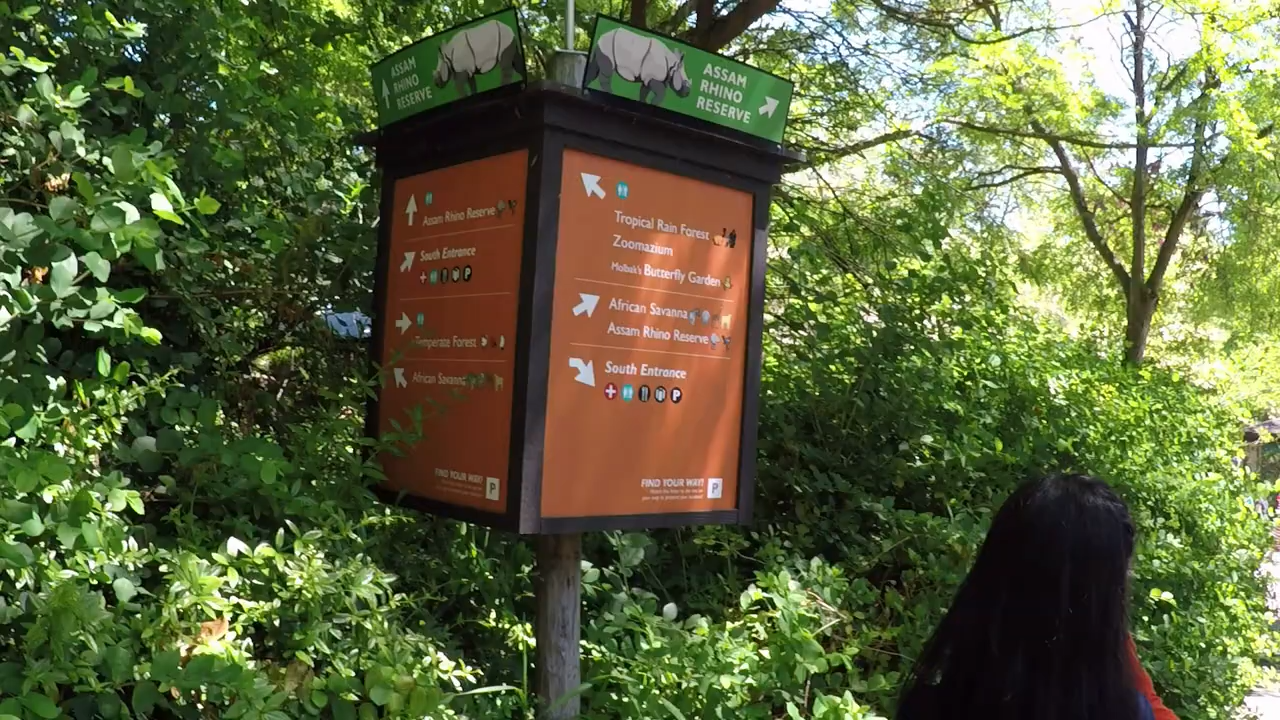 ASSAM
RHINO
RESERVE
ASSAM
RHINO
RESERVE
Assam Rhino Reserve
South Entrance
P
Temperate Forest
African Savanna
FIND YOUR WAY!
P
Tropical Rain Forest
Zoomazium
Molbak's Butterfly Garden
African Savanna
Assam Rhino Reserve
South Entrance
P
FIND YOUR WAY!
P